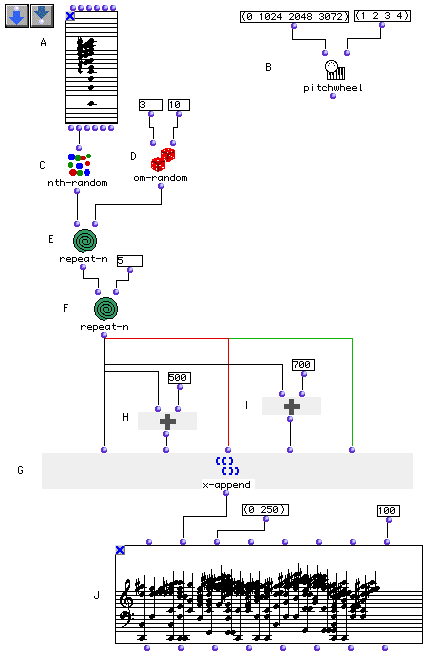 A
(0 1024 2048 3072) (1 2 3 4)
B
pitchwheel
3 10
C
D
nth-random
om-random
E
repeat-n
5
F
repeat-n
500
700
H
I
G
x-append
(0 250)
100
J